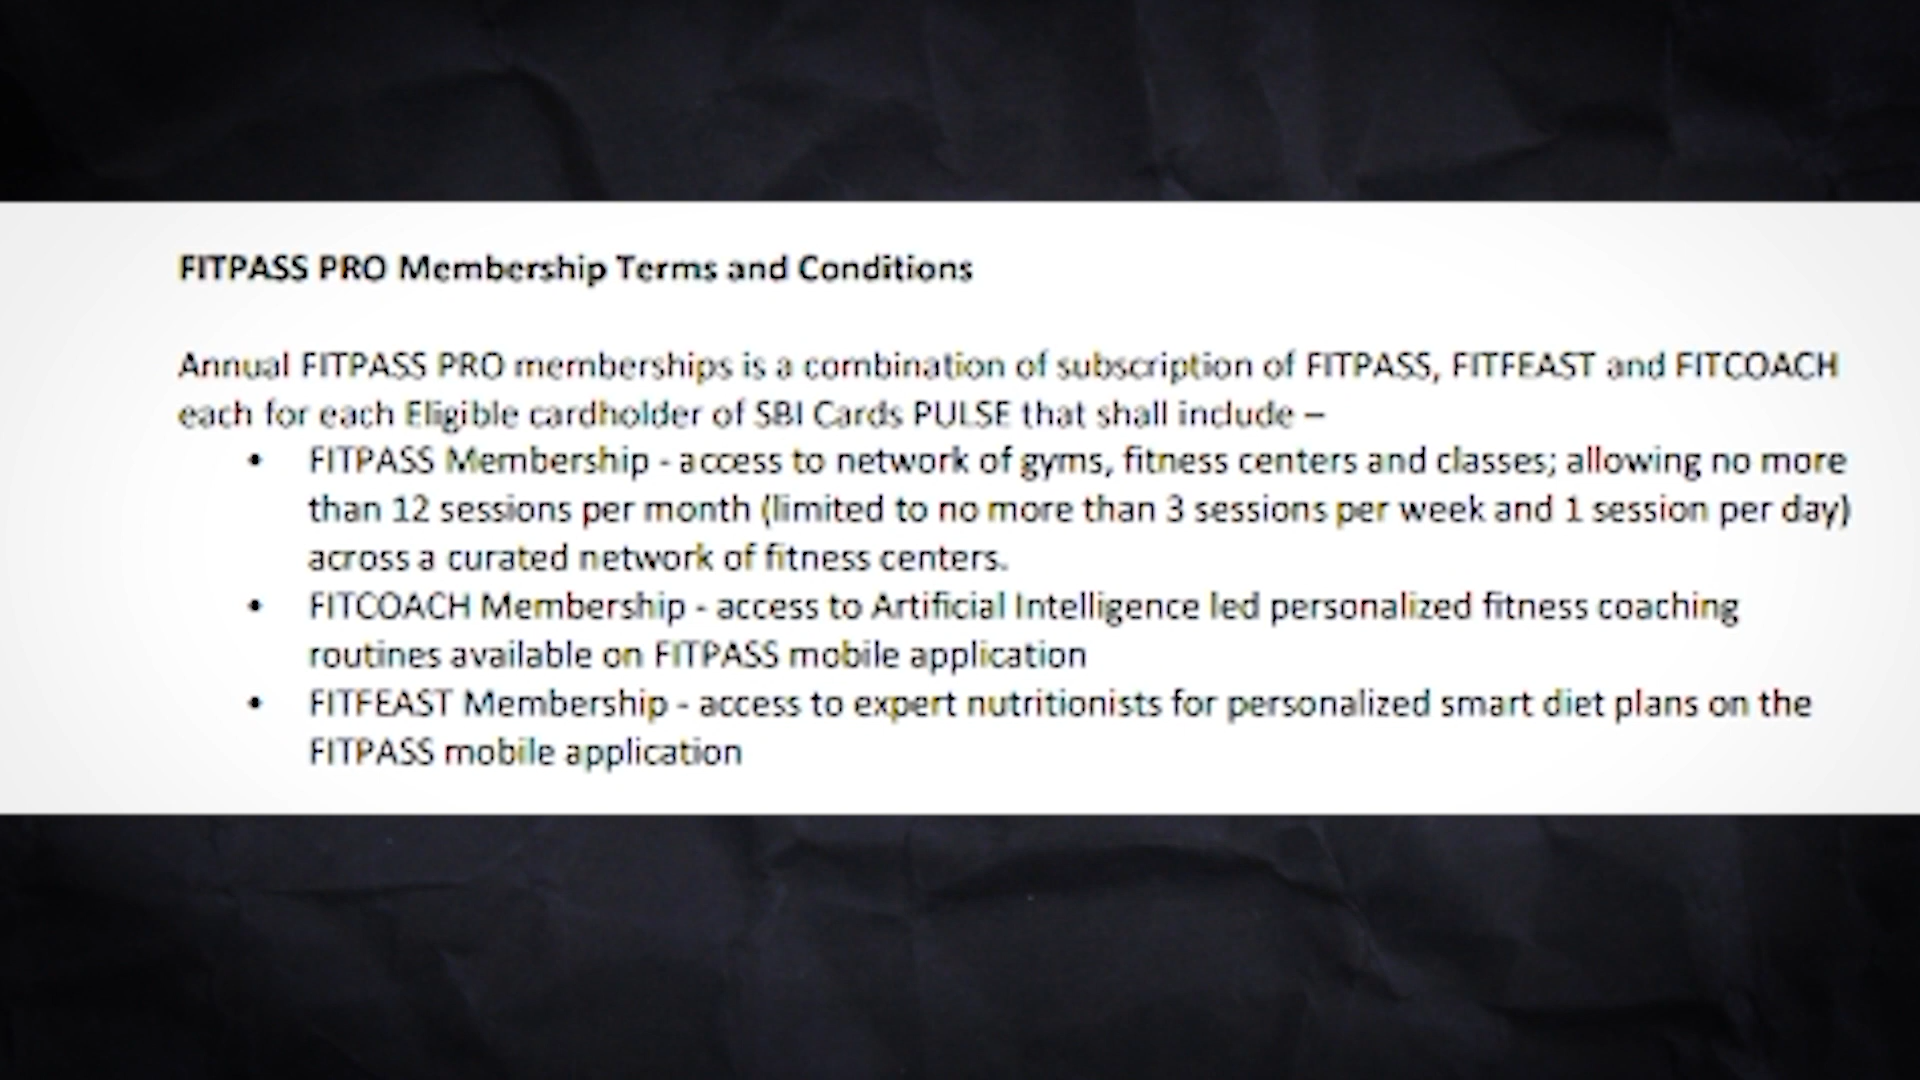 FITPASS PRO Membership Terms and Conditions
Annual FITPASS PRO memberships is a combination of subscription of FITPASS, FITFEAST and FITCOACH
each for each Eligible cardholder of SBI Cards PULSE that shall include –
• FITPASS Membership - access to network of gyms, fitness centers and classes; allowing no more
than 12 sessions per month (limited to no more than 3 sessions per week and 1 session per day)
across a curated network of fitness centers.
• FITCOACH Membership - access to Artificial Intelligence led personalized fitness coaching
routines available on FITPASS mobile application
• FITFEAST Membership - access to expert nutritionists for personalized smart diet plans on the
FITPASS mobile application